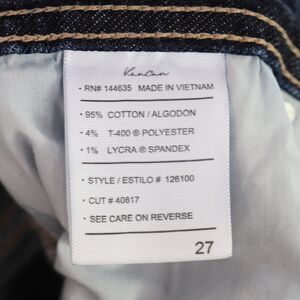 KanCan
• RN# 144635 MADE IN VIETNAM
• 95% COTTON / ALGODON
• 4% T-400 ® POLYESTER
• 1% LYCRA ® SPANDEX
• STYLE / ESTILO # 126100
• CUT # 40817
• SEE CARE ON REVERSE
27